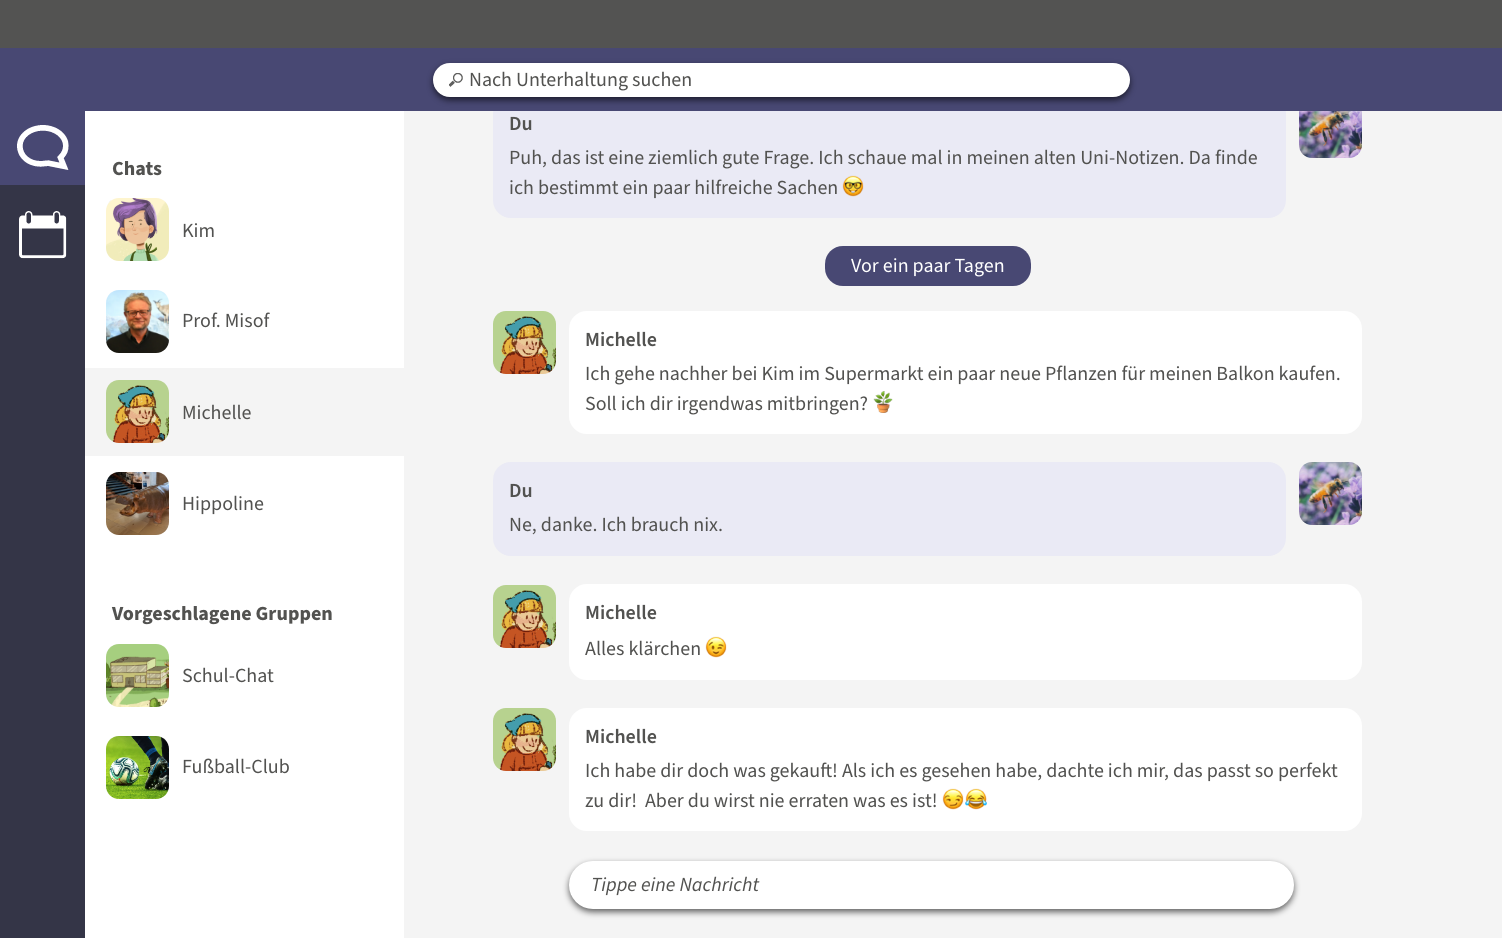 Nach Unterhaltung suchen
Chats
Kim
Prof. Misof
Michelle
Hippoline
Vorgeschlagene Gruppen
Schul-Chat
Fußball-Club
Du
Puh, das ist eine ziemlich gute Frage. Ich schaue mal in meinen alten Uni-Notizen. Da finde
ich bestimmt ein paar hilfreiche Sachen 🤓
Vor ein paar Tagen
Michelle
Ich gehe nachher bei Kim im Supermarkt ein paar neue Pflanzen für meinen Balkon kaufen.
Soll ich dir irgendwas mitbringen? 🪴
Du
Ne, danke. Ich brauch nix.
Michelle
Alles klärchen 😉
Michelle
Ich habe dir doch was gekauft! Als ich es gesehen habe, dachte ich mir, das passt so perfekt
zu dir!  Aber du wirst nie erraten was es ist! 😏😂
Tippe eine Nachricht